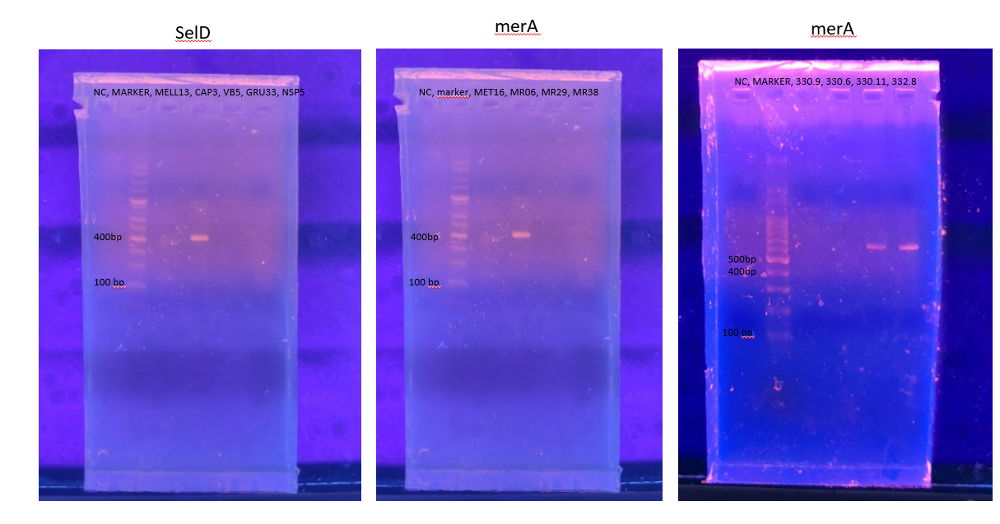 SelD
NC, MARKER, MELL13, CAP3, VB5, GRU33, NSP5
400bp
100 bp
merA
NC, marker, MET16, MR06, MR29, MR38
400bp
100 bp
merA
NC, MARKER, 330.9, 330.6, 330.11, 332.8
500bp
400bp
100 bp